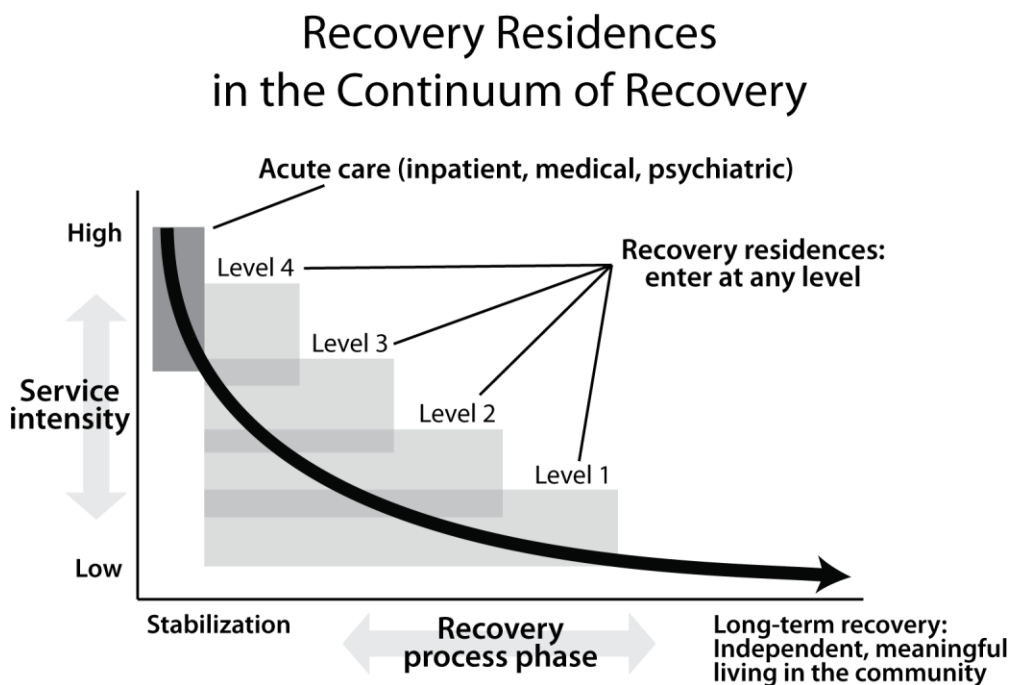 Recovery Residences
in the Continuum of Recovery
Acute care (inpatient, medical, psychiatric)
High
Level 4
Recovery residences:
enter at any level
Level 3
Service
intensity
Level 2
Level 1
Low
Stabilization
Recovery
process phase
Long-term recovery:
Independent, meaningful
living in the community